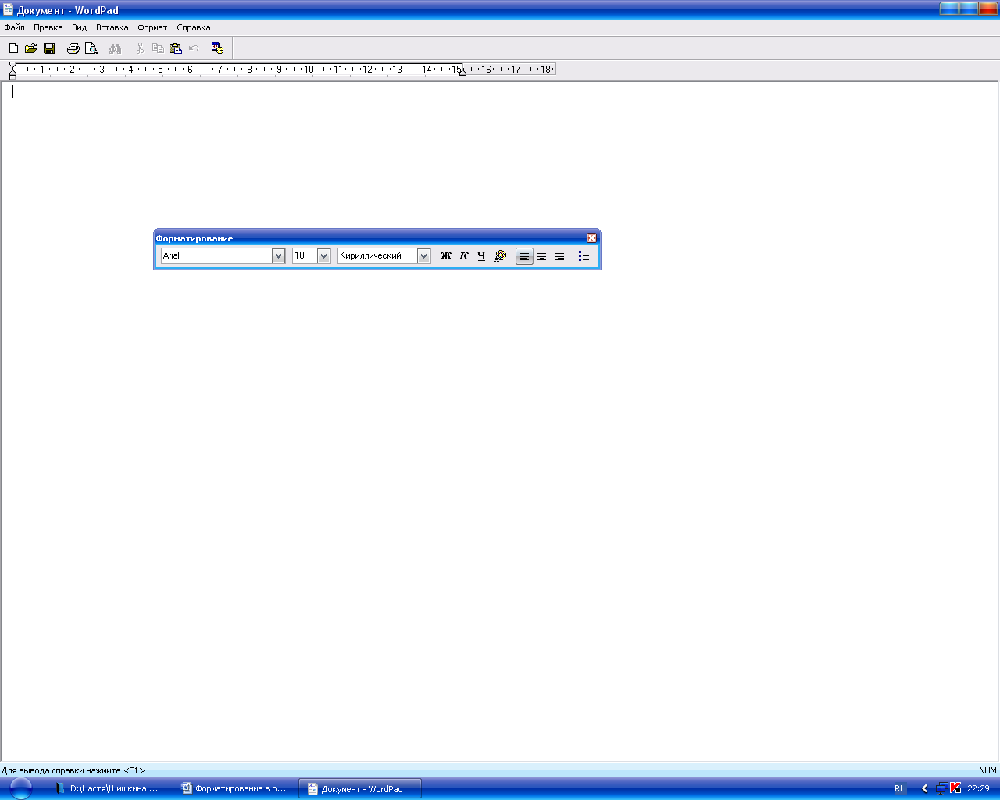 Документ - WordPad
Файл Правка Вид Вставка Формат Справка
1 2 3 4 5 6 7 8 9 10 11 12 13 14 15 16 17 18
Форматирование
Arial 10 Кириллический Ж К Ч
Для вывода справки нажмите <F1> NUM
D:\Настя\Шишкина ... Форматирование в р... Документ - WordPad RU 22:29